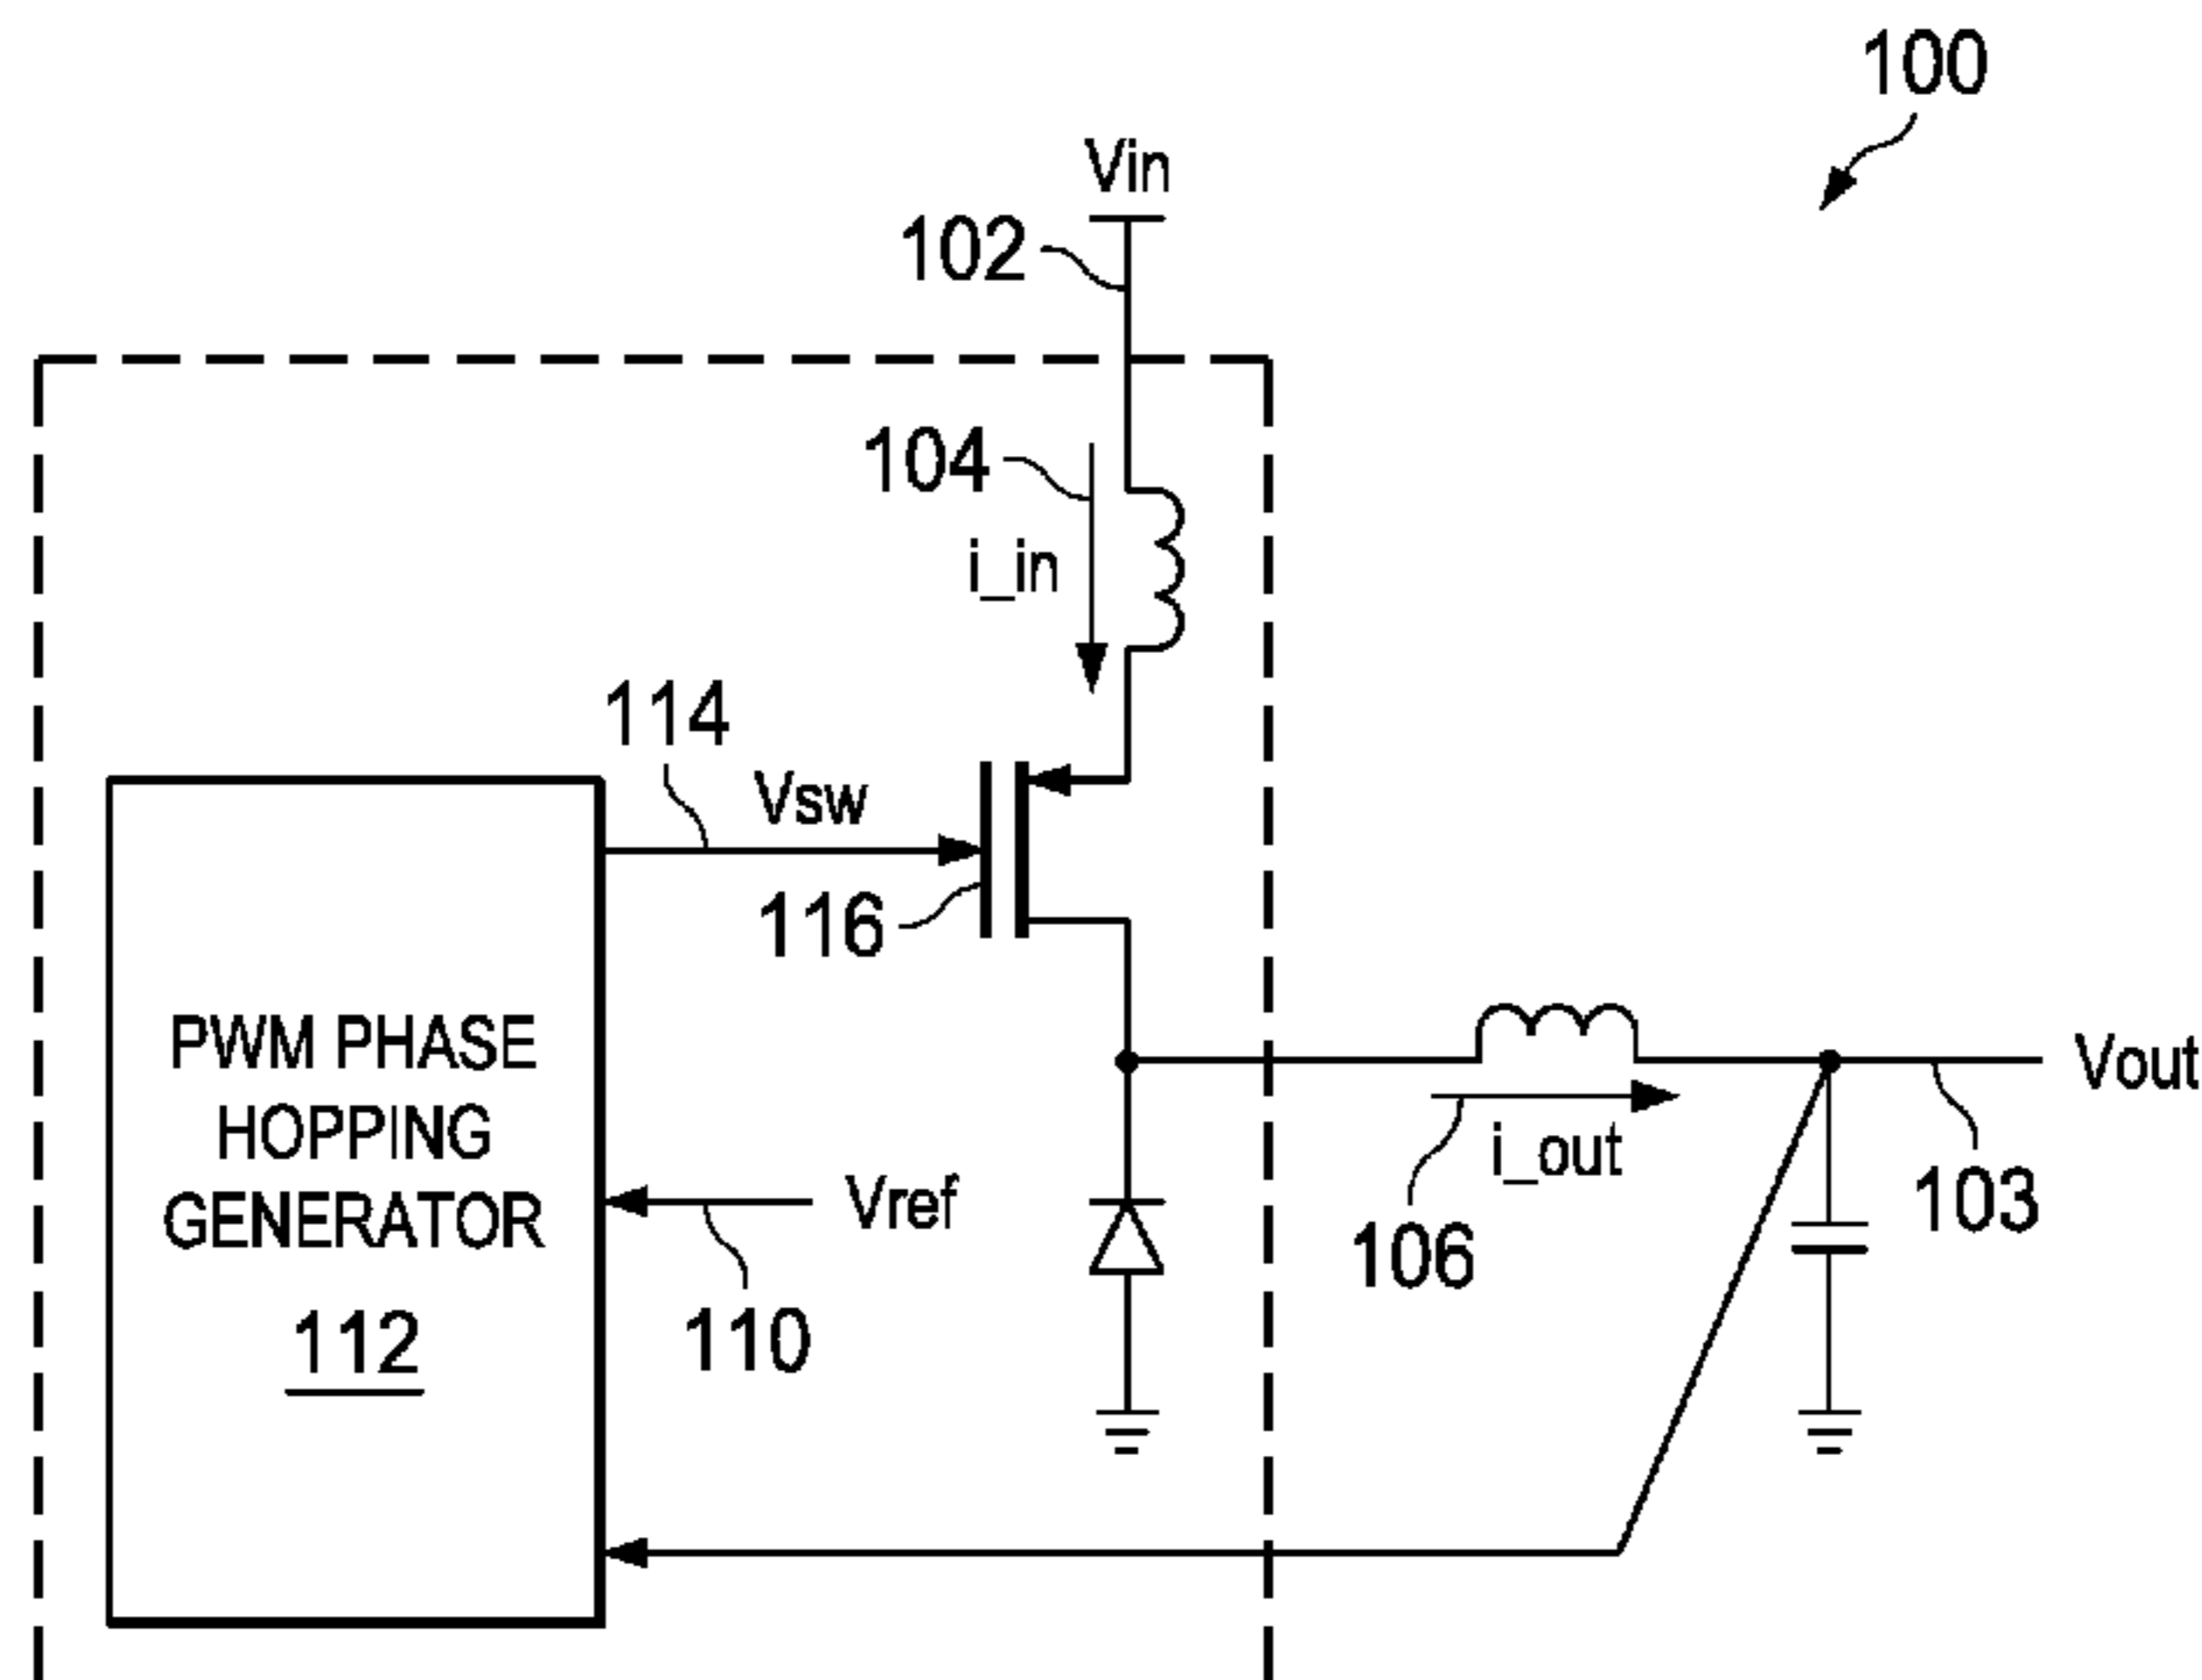 100
Vin
102
104
i_in
114
Vsw
116
PWM PHASE
HOPPING
GENERATOR
112
Vref
110
Vout
i_out
106
103